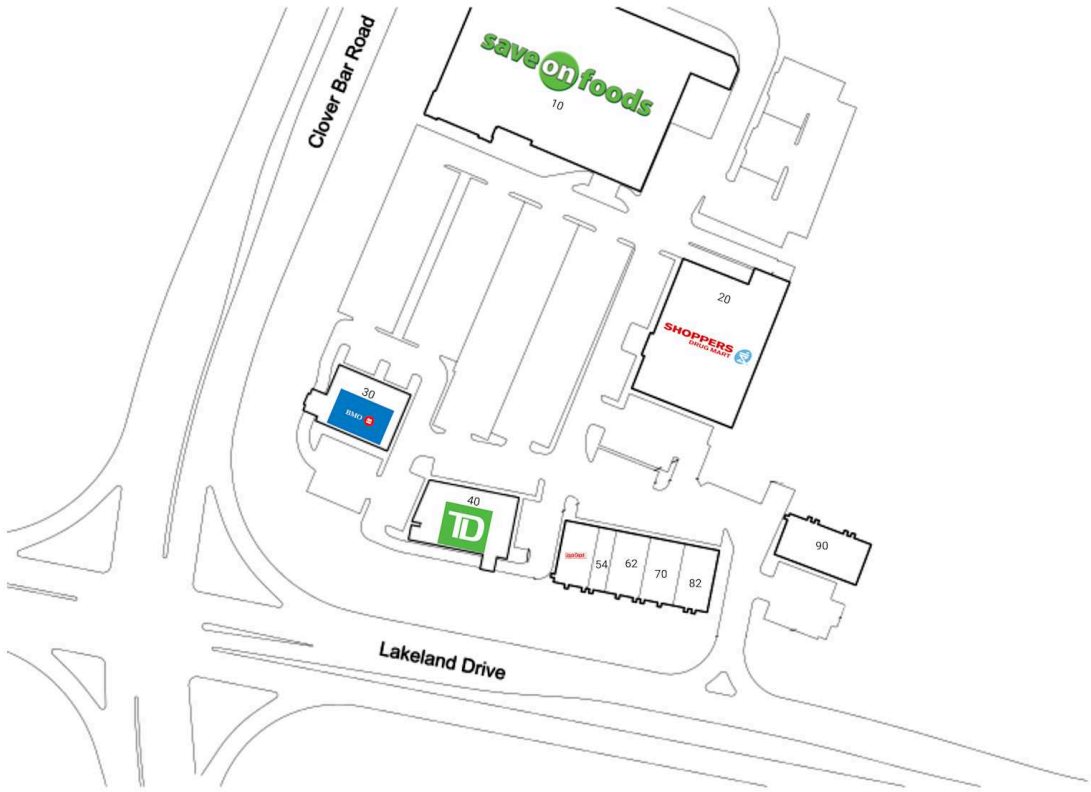 Clover Bar Road
save on foods
10
20
SHOPPERS
DRUG MART
30
BMO
40
TD
54
62
70
82
90
Lakeland Drive